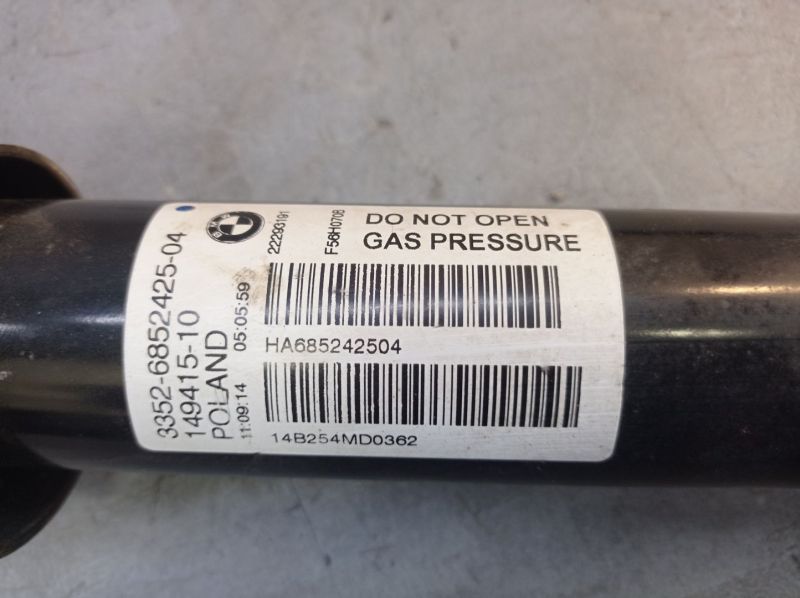 3352-6852425-04
149415-10
POLAND
11:09:14 05:05:59
BMW
22293191
F56H0708
DO NOT OPEN
GAS PRESSURE
HA685242504
14B254MD0362